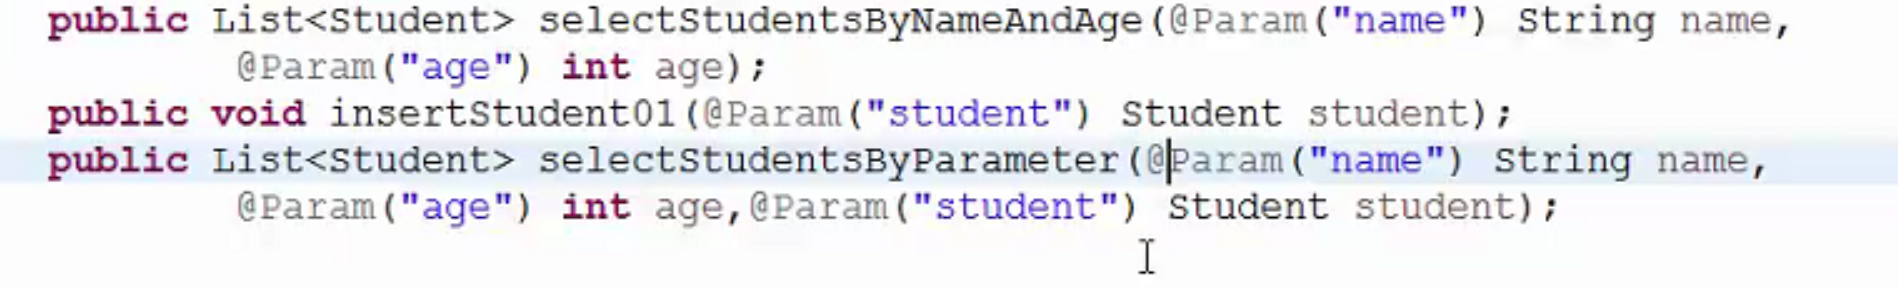 public List<Student> selectStudentsByNameAndAge(@Param("name") String name,
@Param("age") int age);
public void insertStudent01(@Param("student") Student student);
public List<Student> selectStudentsByParameter(@Param("name") String name,
@Param("age") int age,@Param("student") Student student);